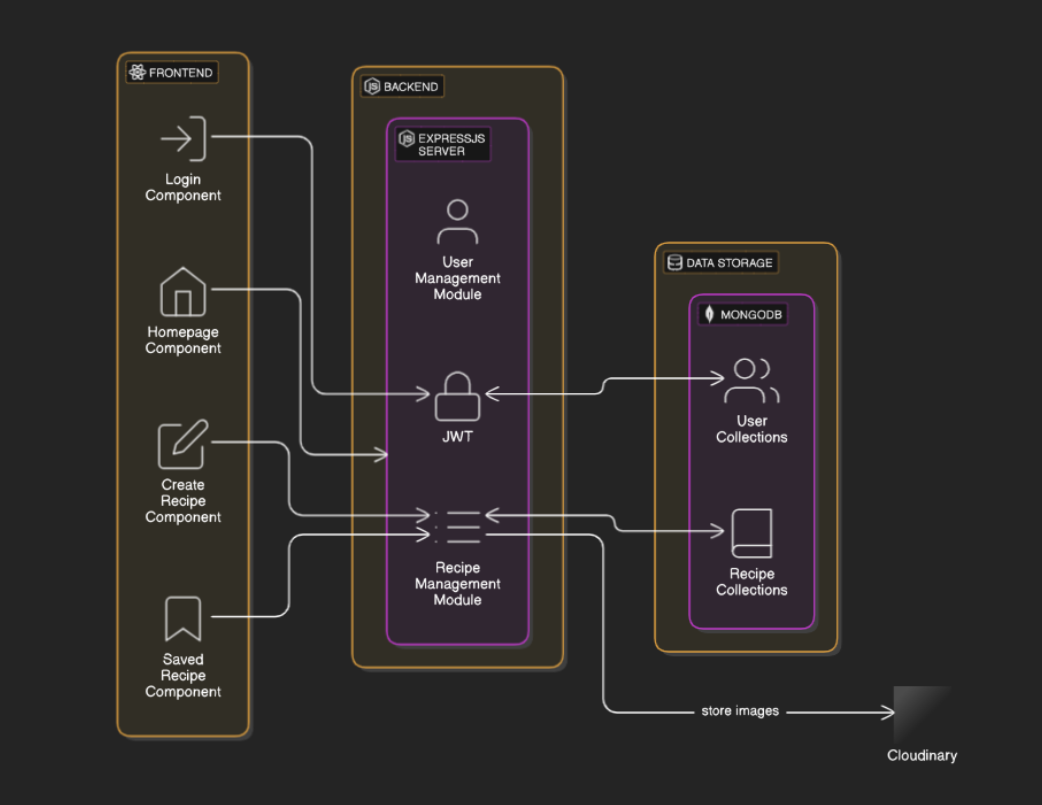 FRONTEND
Login
Component
Homepage
Component
Create
Recipe
Component
Saved
Recipe
Component
BACKEND
EXPRESSJS
SERVER
User
Management
Module
JWT
Recipe
Management
Module
DATA STORAGE
MONGODB
User
Collections
Recipe
Collections
store images
Cloudinary